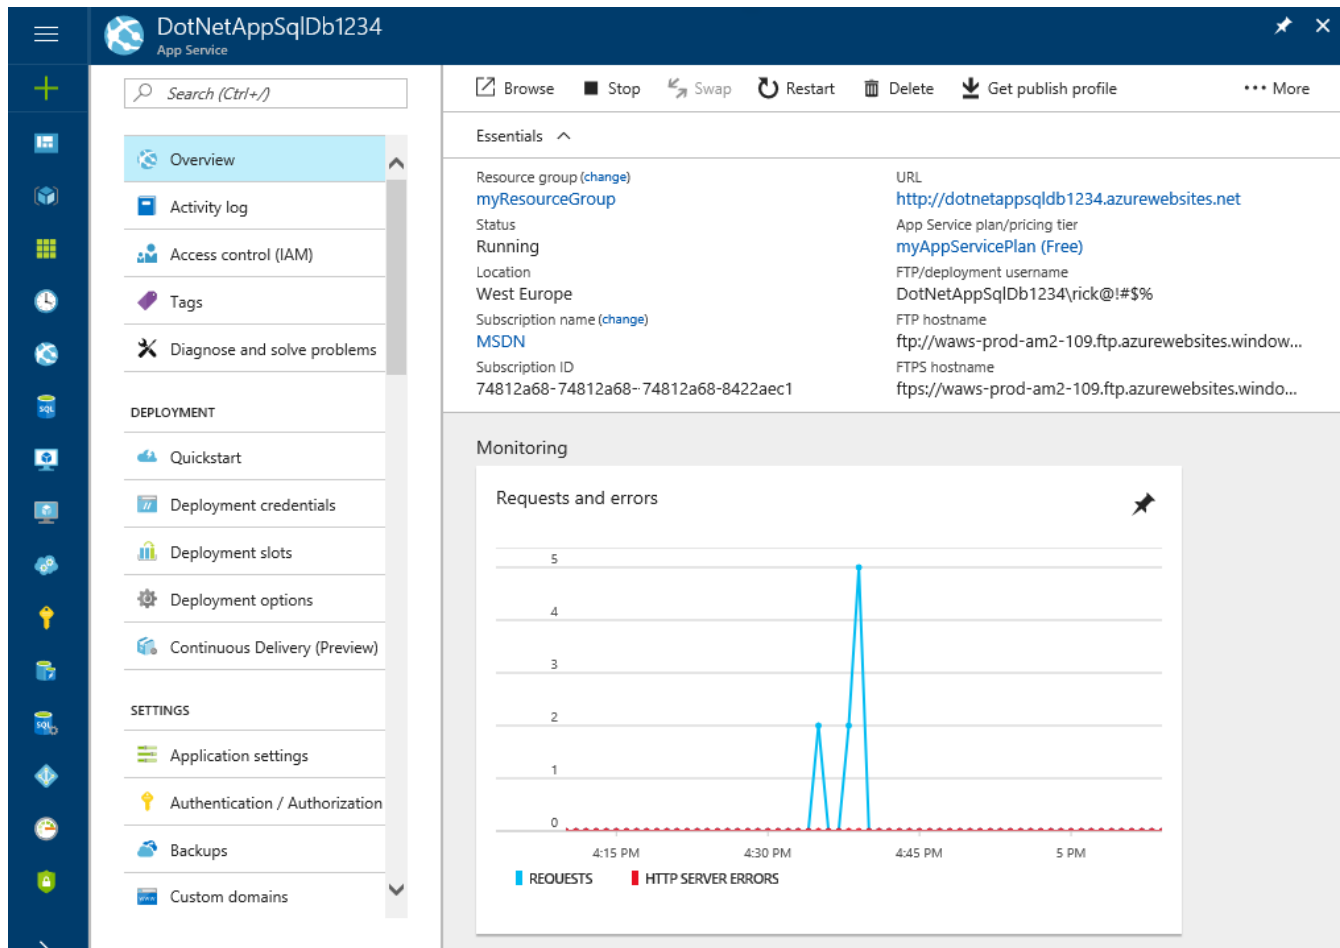 DotNetAppSqlDb1234
App Service
Search (Ctrl+/)
Overview
Activity log
Access control (IAM)
Tags
Diagnose and solve problems
DEPLOYMENT
Quickstart
Deployment credentials
Deployment slots
Deployment options
Continuous Delivery (Preview)
SETTINGS
Application settings
Authentication / Authorization
Backups
Custom domains
Browse Stop Swap Restart Delete Get publish profile ••• More
Essentials
Resource group (change)
myResourceGroup
Status
Running
Location
West Europe
Subscription name (change)
MSDN
Subscription ID
74812a68-74812a68--74812a68-8422aec1
URL
http://dotnetappsqldb1234.azurewebsites.net
App Service plan/pricing tier
myAppServicePlan (Free)
FTP/deployment username
DotNetAppSqlDb1234\rick@!#$%
FTP hostname
ftp://waws-prod-am2-109.ftp.azurewebsites.window...
FTPS hostname
ftps://waws-prod-am2-109.ftp.azurewebsites.windo...
Monitoring
Requests and errors
5
4
3
2
1
0
4:15 PM 4:30 PM 4:45 PM 5 PM
REQUESTS HTTP SERVER ERRORS
SQL
SQL